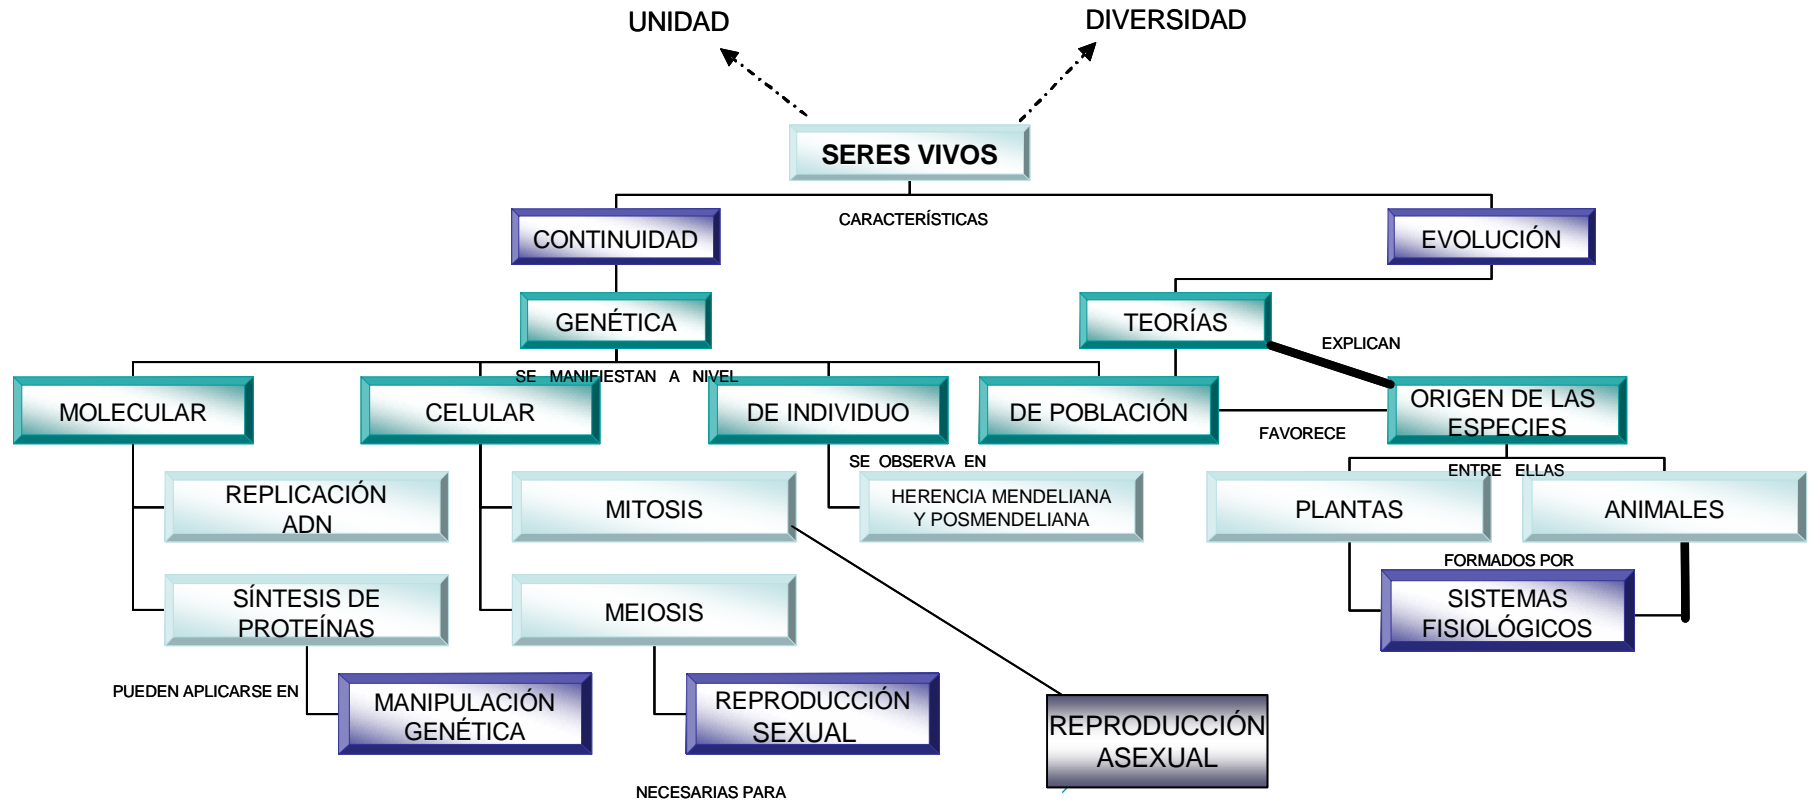 UNIDAD
DIVERSIDAD
SERES VIVOS
CARACTERÍSTICAS
CONTINUIDAD
EVOLUCIÓN
GENÉTICA
TEORÍAS
EXPLICAN
SE MANIFIESTAN A NIVEL
MOLECULAR
CELULAR
DE INDIVIDUO
DE POBLACIÓN
ORIGEN DE LAS
ESPECIES
FAVORECE
SE OBSERVA EN
ENTRE ELLAS
REPLICACIÓN
ADN
MITOSIS
HERENCIA MENDELIANA
Y POSMENDELIANA
PLANTAS
ANIMALES
FORMADOS POR
SÍNTESIS DE
PROTEÍNAS
MEIOSIS
SISTEMAS
FISIOLÓGICOS
PUEDEN APLICARSE EN
MANIPULACIÓN
GENÉTICA
REPRODUCCIÓN
SEXUAL
REPRODUCCIÓN
ASEXUAL
NECESARIAS PARA